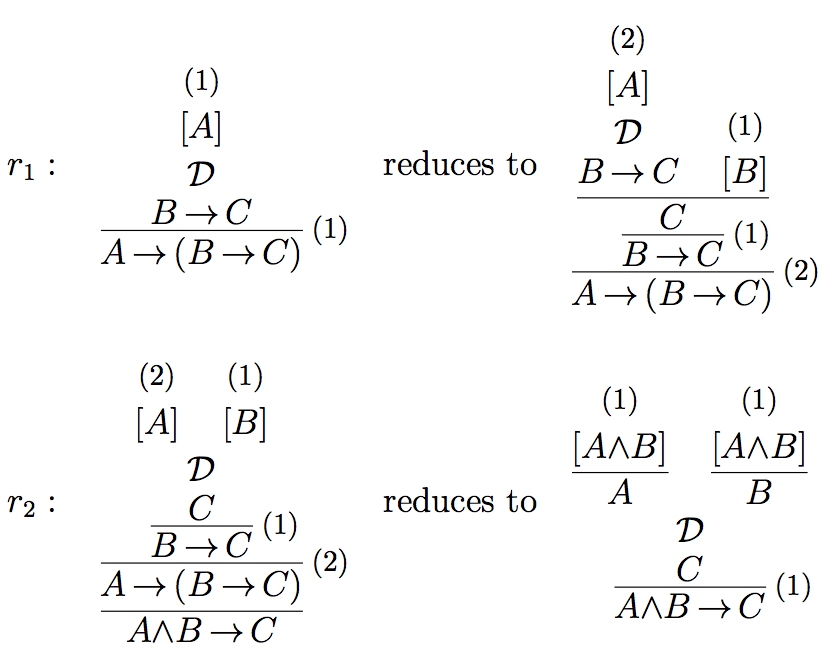 (2)
(1) [A]
[A] 𝒟 (1)
r₁ : 𝒟 reduces to B → C [B]
B → C (1) C
A → (B → C) B → C (1)
A → (B → C) (2)
(2) (1)
[A] [B] (1) (1)
𝒟 [A∧B] [A∧B]
r₂ : C reduces to A B
B → C (1) 𝒟
A → (B → C) (2) C
A∧B → C A∧B → C (1)